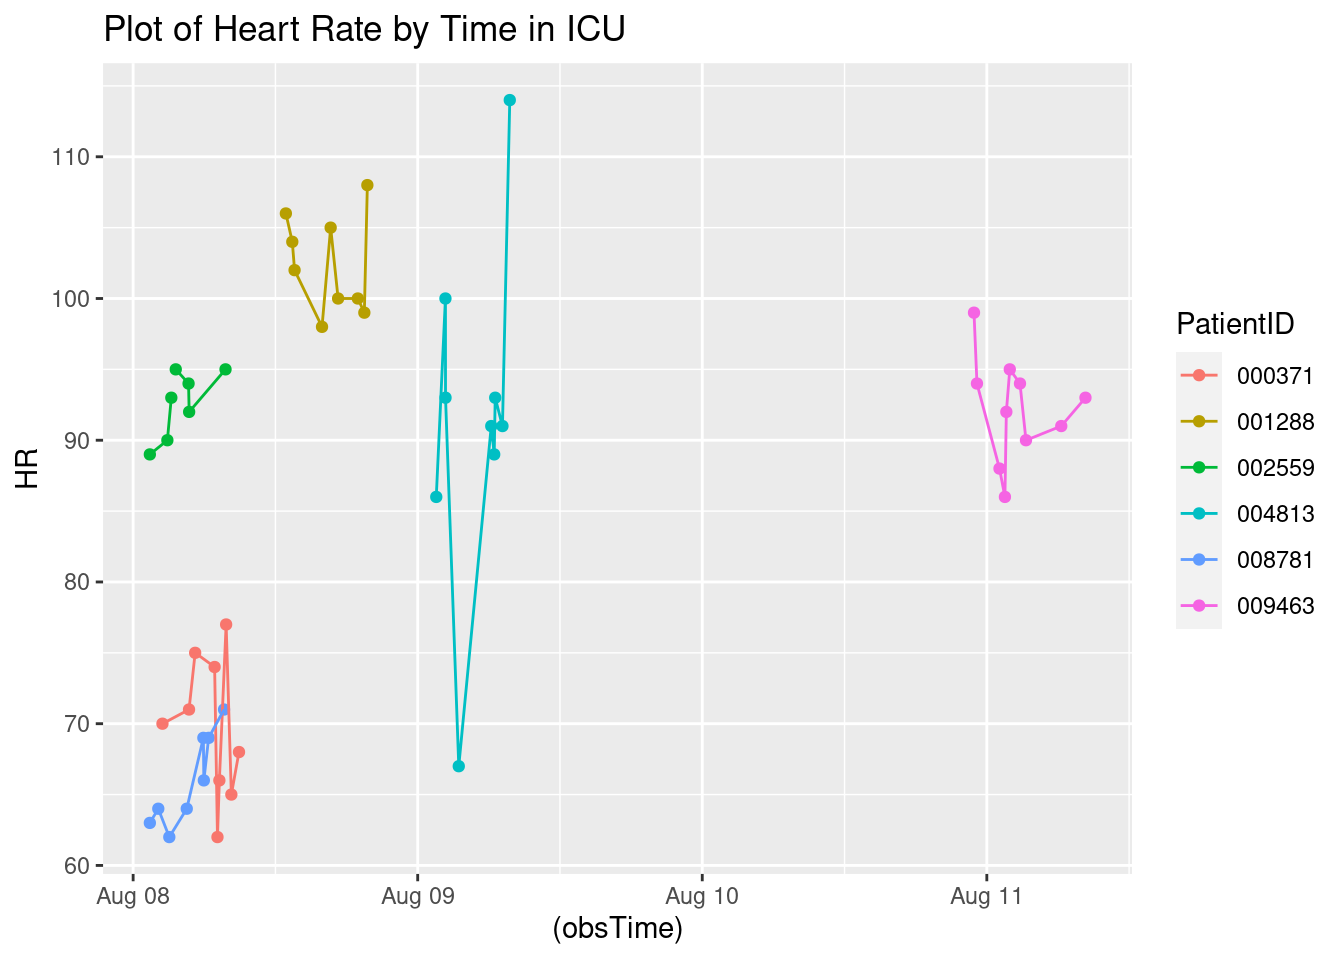 Plot of Heart Rate by Time in ICU
110
100
90
80
70
60
HR
Aug 08
Aug 09
Aug 10
Aug 11
(obsTime)
PatientID
000371
001288
002559
004813
008781
009463